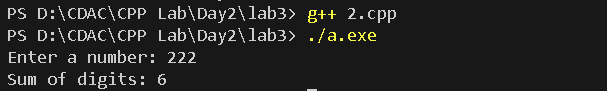 PS D:\CDAC\CPP Lab\Day2\lab3> g++ 2.cpp
PS D:\CDAC\CPP Lab\Day2\lab3> ./a.exe
Enter a number: 222
Sum of digits: 6